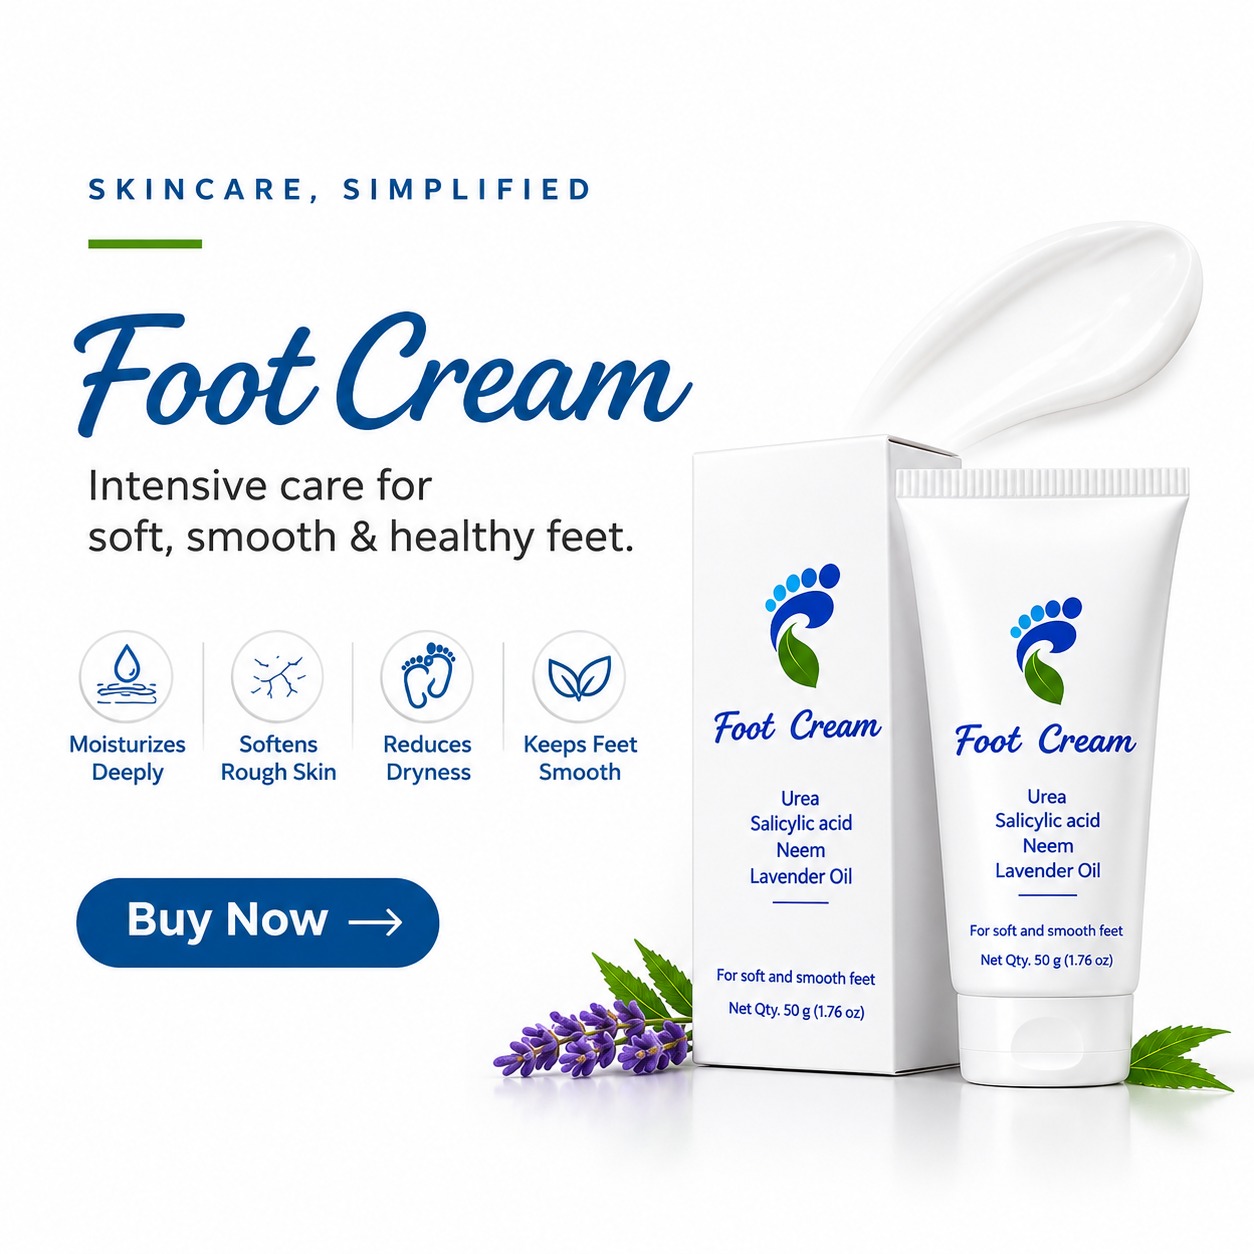 SKINCARE, SIMPLIFIED
Foot Cream
Intensive care for
soft, smooth & healthy feet.
Moisturizes
Deeply
Softens
Rough Skin
Reduces
Dryness
Keeps Feet
Smooth
Buy Now
Foot Cream
Urea
Salicylic acid
Neem
Lavender Oil
For soft and smooth feet
Net Qty. 50 g (1.76 oz)
Foot Cream
Urea
Salicylic acid
Neem
Lavender Oil
For soft and smooth feet
Net Qty. 50 g (1.76 oz)